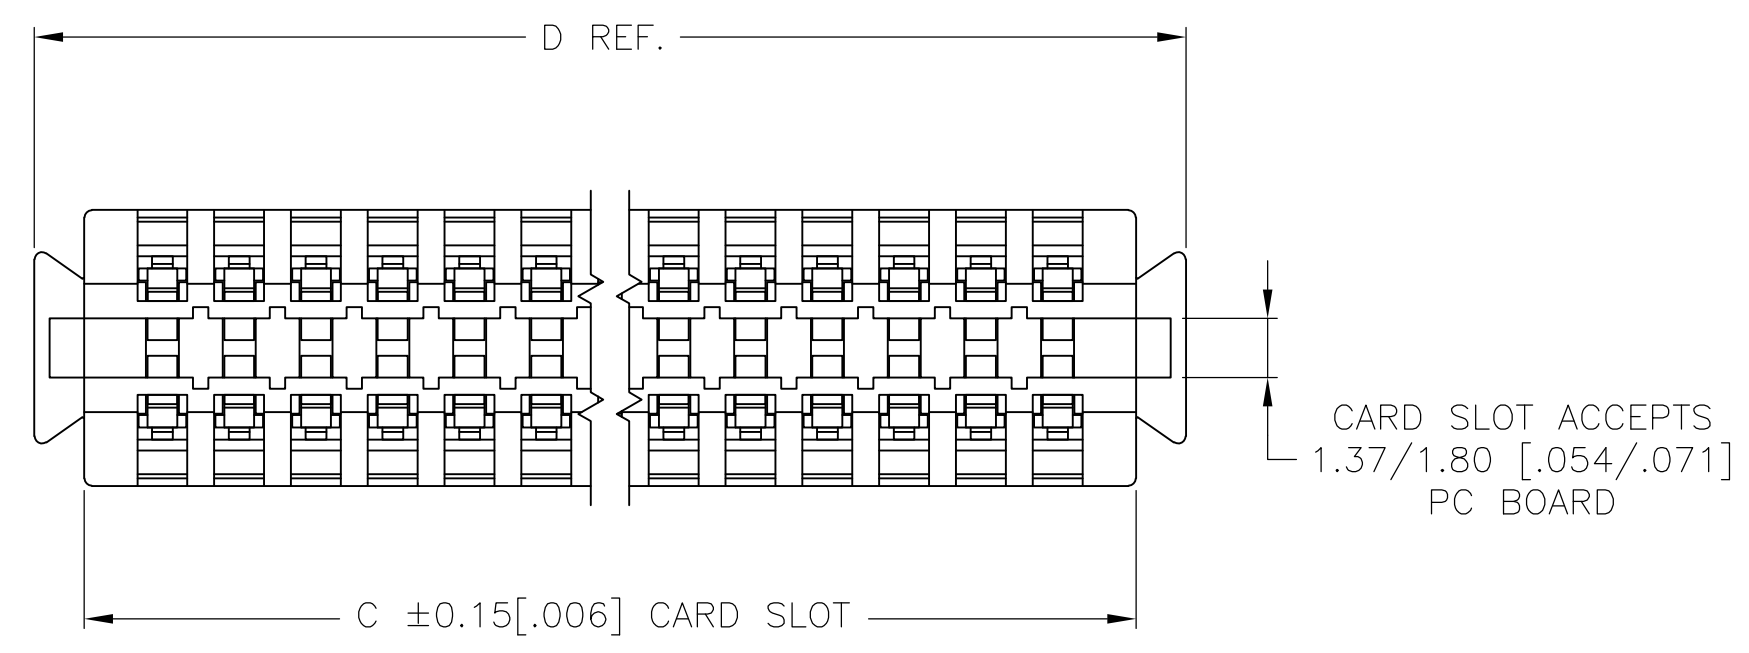 D REF.
CARD SLOT ACCEPTS
1.37/1.80 [.054/.071]
PC BOARD
C ±0.15[.006] CARD SLOT